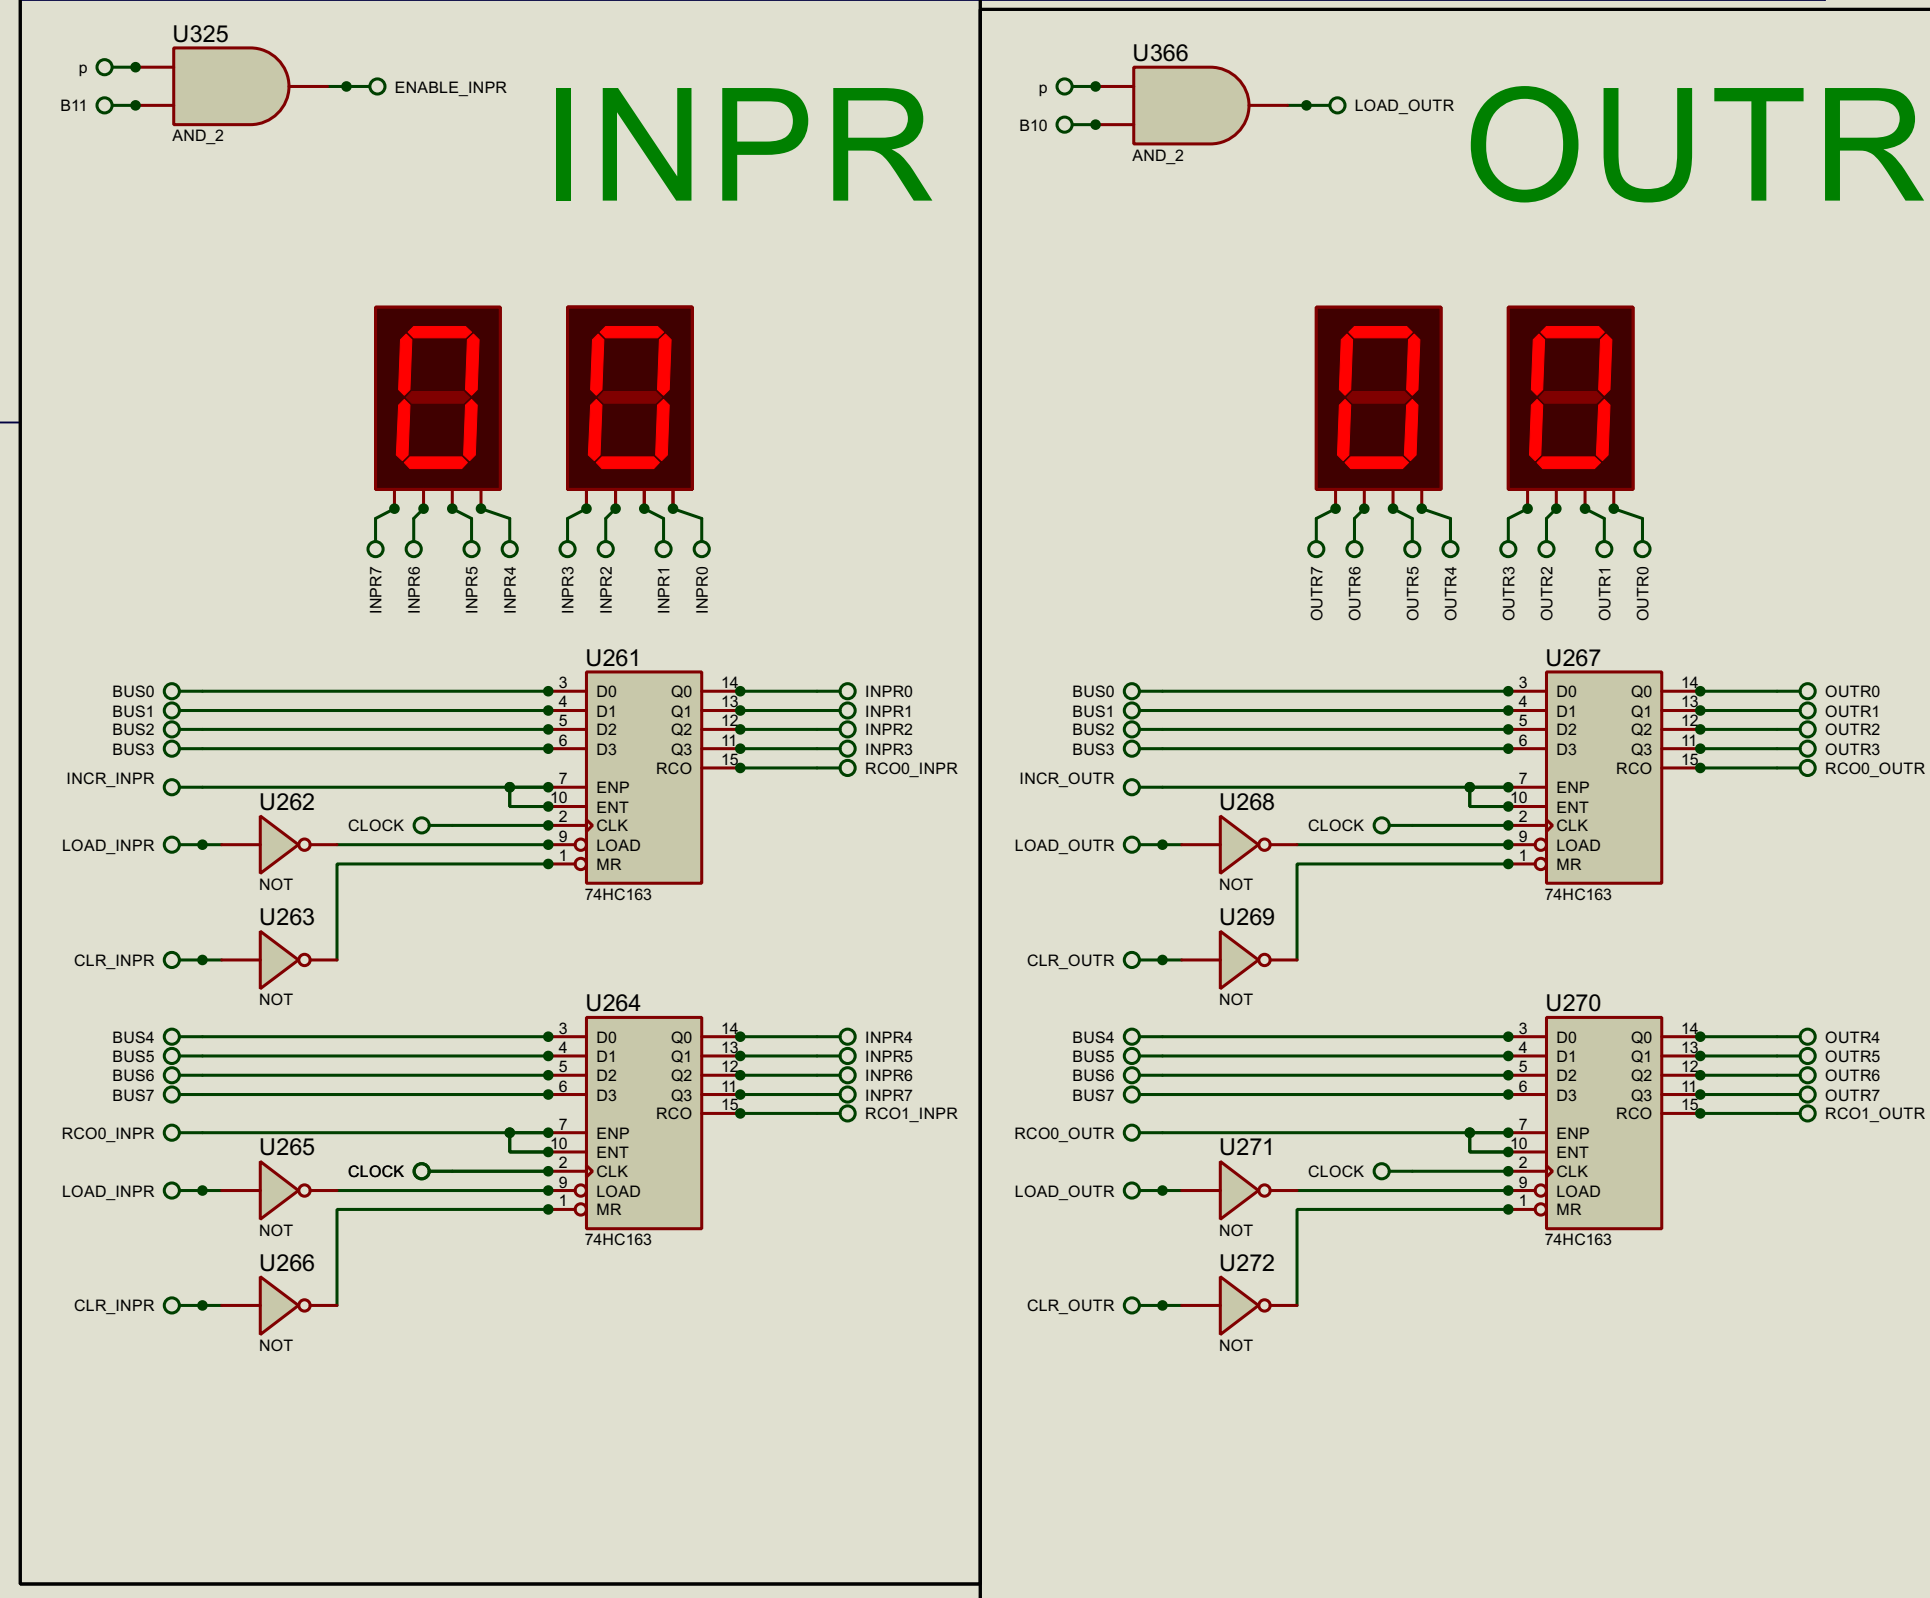 U325
p
B11
ENABLE_INPR
AND_2
INPR
INPR7
INPR6
INPR5
INPR4
INPR3
INPR2
INPR1
INPR0
U261
BUS0 3 D0 Q0 14 INPR0
BUS1 4 D1 Q1 13 INPR1
BUS2 5 D2 Q2 12 INPR2
BUS3 6 D3 Q3 11 INPR3
RCO 15 RCO0_INPR
INCR_INPR 7 ENP
10 ENT
U262
CLOCK 2 CLK
LOAD_INPR 9 LOAD
1 MR
NOT
74HC163
U263
CLR_INPR
NOT
U264
BUS4 3 D0 Q0 14 INPR4
BUS5 4 D1 Q1 13 INPR5
BUS6 5 D2 Q2 12 INPR6
BUS7 6 D3 Q3 11 INPR7
RCO 15 RCO1_INPR
RCO0_INPR 7 ENP
10 ENT
U265
CLOCK 2 CLK
LOAD_INPR 9 LOAD
1 MR
NOT
74HC163
U266
CLR_INPR
NOT
U366
p
B10
LOAD_OUTR
AND_2
OUTR
OUTR7
OUTR6
OUTR5
OUTR4
OUTR3
OUTR2
OUTR1
OUTR0
U267
BUS0 3 D0 Q0 14 OUTR0
BUS1 4 D1 Q1 13 OUTR1
BUS2 5 D2 Q2 12 OUTR2
BUS3 6 D3 Q3 11 OUTR3
RCO 15 RCO0_OUTR
INCR_OUTR 7 ENP
10 ENT
U268
CLOCK 2 CLK
LOAD_OUTR 9 LOAD
1 MR
NOT
74HC163
U269
CLR_OUTR
NOT
U270
BUS4 3 D0 Q0 14 OUTR4
BUS5 4 D1 Q1 13 OUTR5
BUS6 5 D2 Q2 12 OUTR6
BUS7 6 D3 Q3 11 OUTR7
RCO 15 RCO1_OUTR
RCO0_OUTR 7 ENP
10 ENT
U271
CLOCK 2 CLK
LOAD_OUTR 9 LOAD
1 MR
NOT
74HC163
U272
CLR_OUTR
NOT